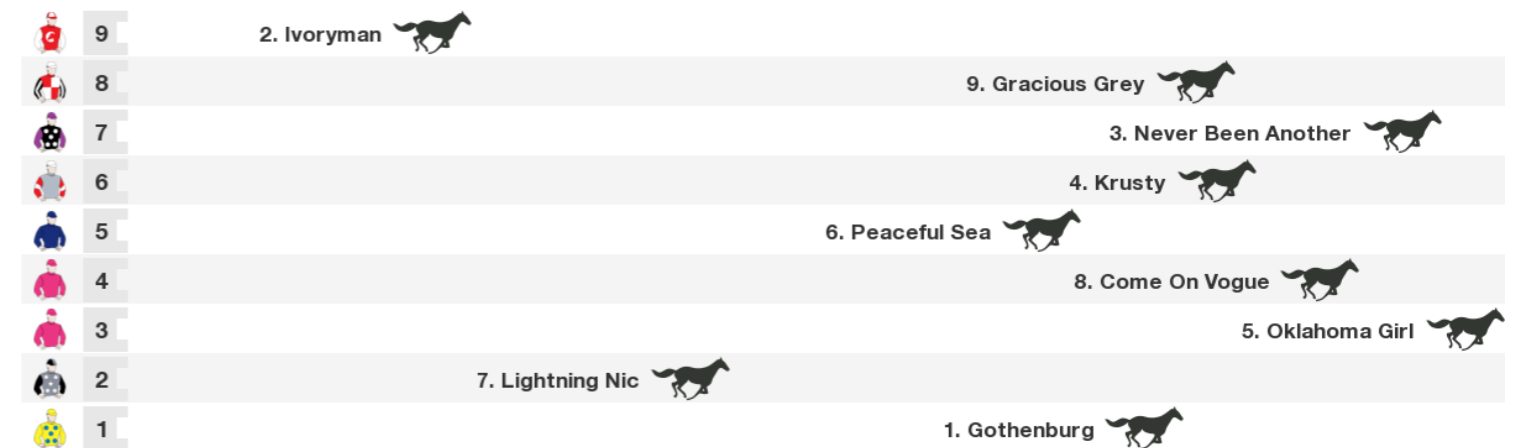 9 2. Ivoryman
8 9. Gracious Grey
7 3. Never Been Another
6 4. Krusty
5 6. Peaceful Sea
4 8. Come On Vogue
3 5. Oklahoma Girl
2 7. Lightning Nic
1 1. Gothenburg